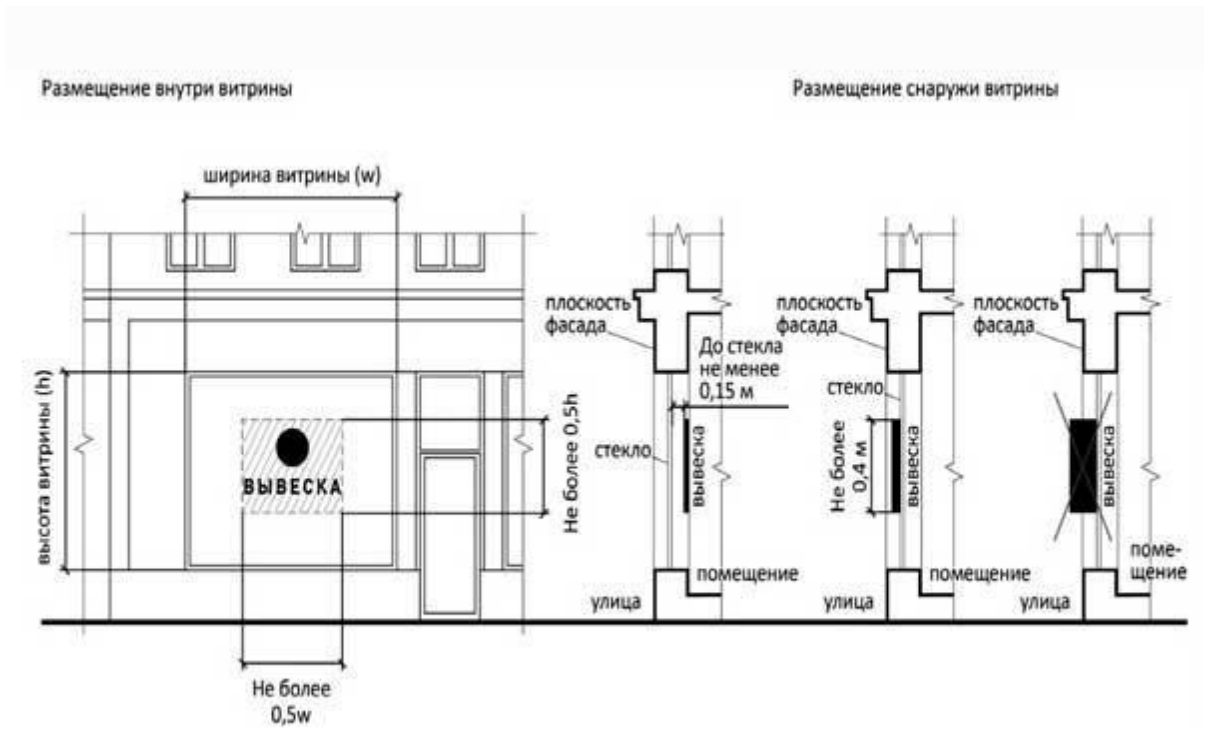 Размещение внутри витрины
Размещение снаружи витрины
ширина витрины (w)
высота витрины (h)
ВЫВЕСКА
Не более 0,5h
Не более
0,5w
плоскость
фасада
До стекла
не менее
0,15 м
стекло
вывеска
помещение
улица
плоскость
фасада
стекло
Не более
0,4 м
вывеска
помещение
улица
плоскость
фасада
вывеска
поме-
щение
улица